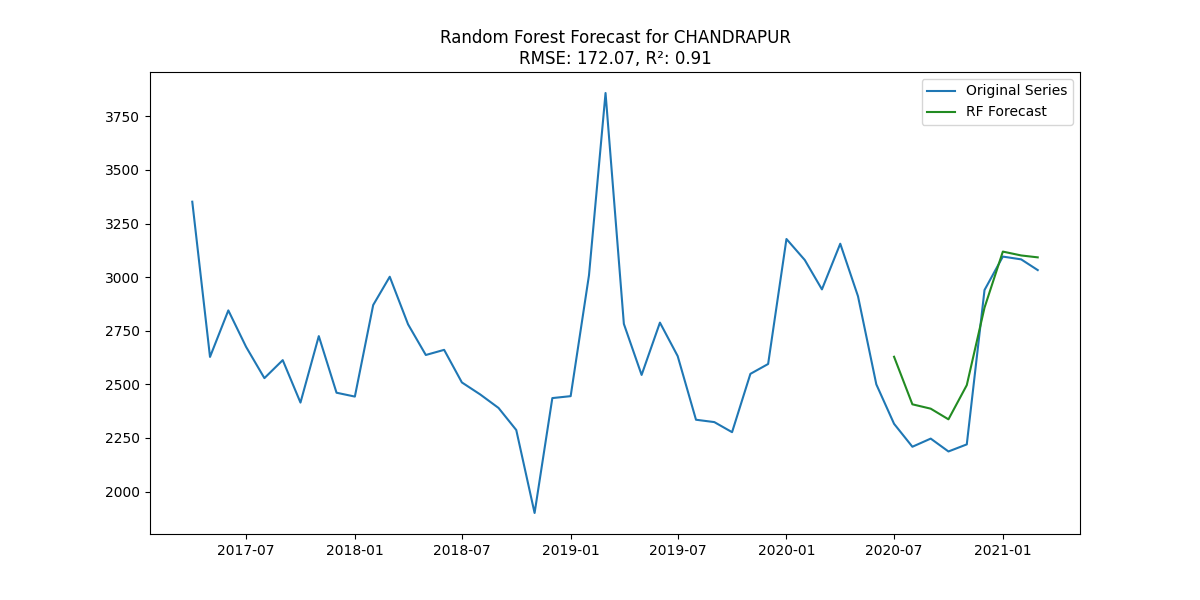 Random Forest Forecast for CHANDRAPUR
RMSE: 172.07, R²: 0.91
Original Series
RF Forecast
3750
3500
3250
3000
2750
2500
2250
2000
2017-07 2018-01 2018-07 2019-01 2019-07 2020-01 2020-07 2021-01